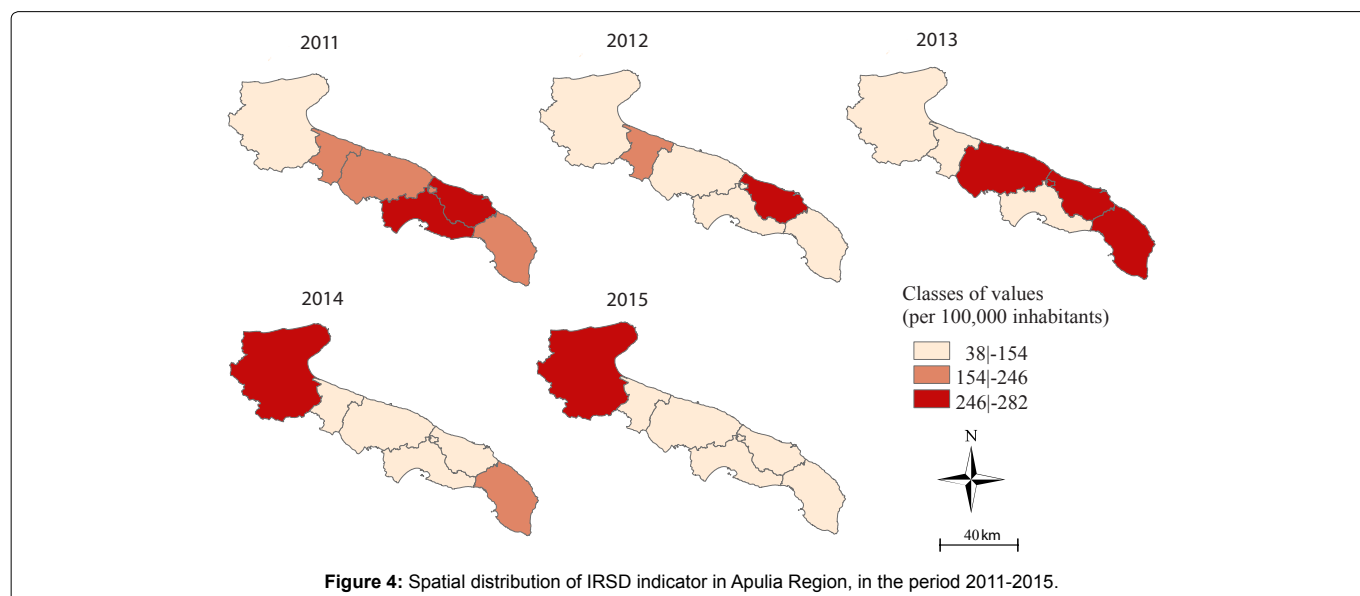 2011
2012
2013
2014
2015
Classes of values
(per 100,000 inhabitants)
38|-154
154|-246
246|-282
N
40 km
Figure 4: Spatial distribution of IRSD indicator in Apulia Region, in the period 2011-2015.